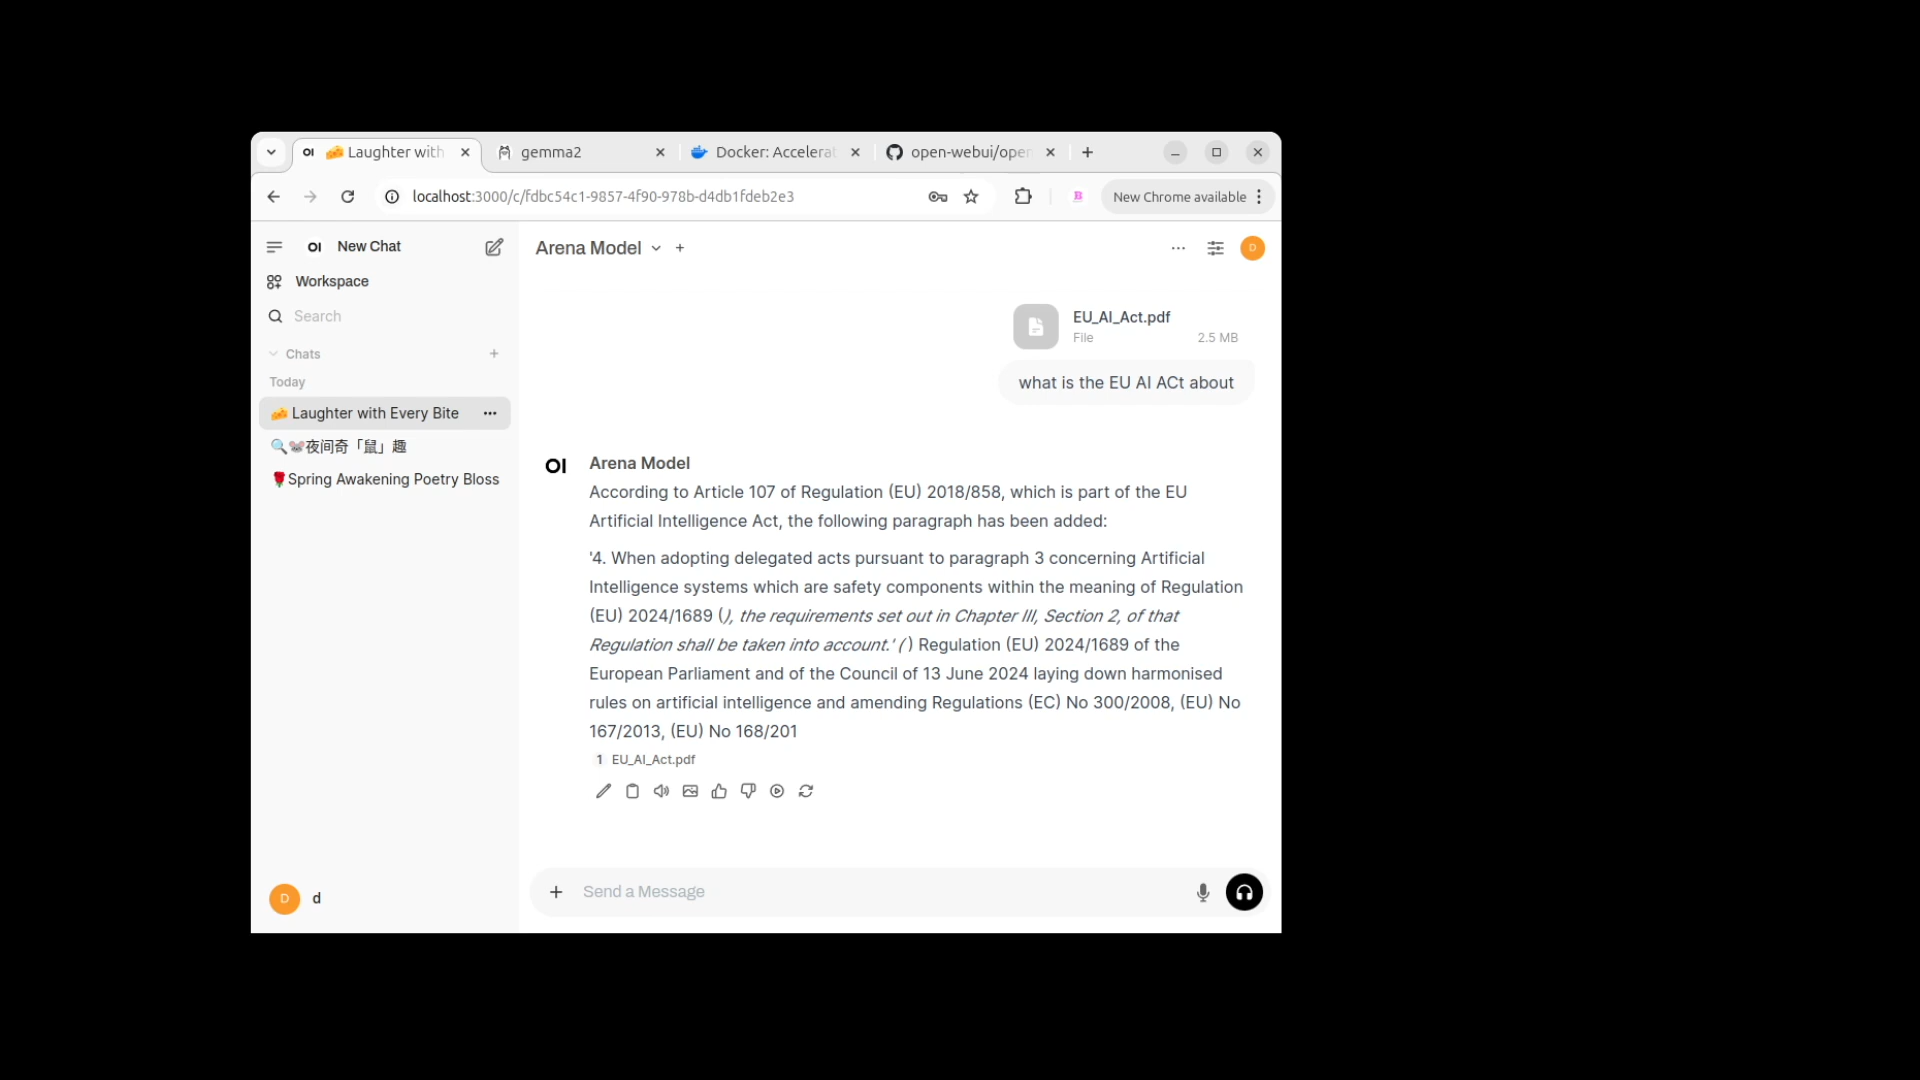 OI 🧀 Laughter with
gemma2
Docker: Accelerat
open-webui/open
localhost:3000/c/fdbc54c1-9857-4f90-978b-d4db1fdeb2e3
New Chrome available
OI New Chat
Workspace
Search
Chats
Today
🧀 Laughter with Every Bite
🔍🐭夜间奇「鼠」趣
🌹Spring Awakening Poetry Bloss
D d
Arena Model
D
EU_AI_Act.pdf
File 2.5 MB
what is the EU AI ACt about
OI Arena Model
According to Article 107 of Regulation (EU) 2018/858, which is part of the EU
Artificial Intelligence Act, the following paragraph has been added:
'4. When adopting delegated acts pursuant to paragraph 3 concerning Artificial
Intelligence systems which are safety components within the meaning of Regulation
(EU) 2024/1689 (), the requirements set out in Chapter III, Section 2, of that
Regulation shall be taken into account.' ( ) Regulation (EU) 2024/1689 of the
European Parliament and of the Council of 13 June 2024 laying down harmonised
rules on artificial intelligence and amending Regulations (EC) No 300/2008, (EU) No
167/2013, (EU) No 168/201
1 EU_AI_Act.pdf
Send a Message